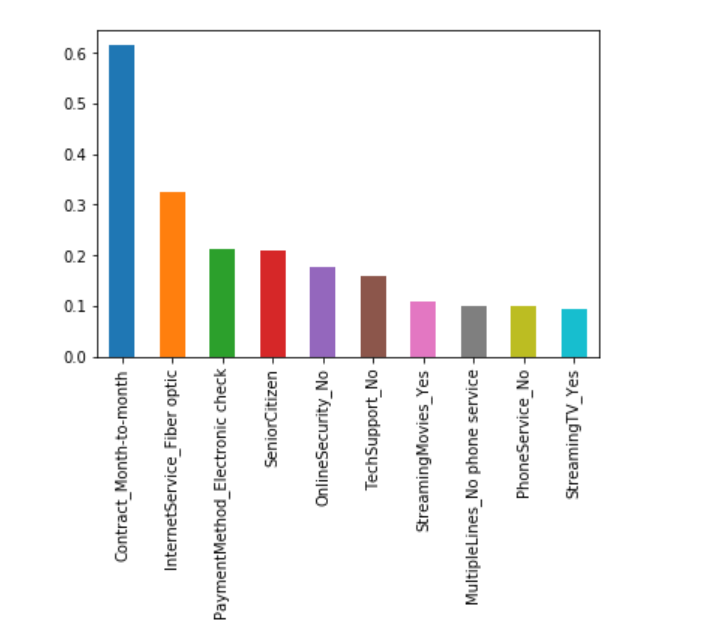 0.6
0.5
0.4
0.3
0.2
0.1
0.0
Contract_Month-to-month
InternetService_Fiber optic
PaymentMethod_Electronic check
SeniorCitizen
OnlineSecurity_No
TechSupport_No
StreamingMovies_Yes
MultipleLines_No phone service
PhoneService_No
StreamingTV_Yes